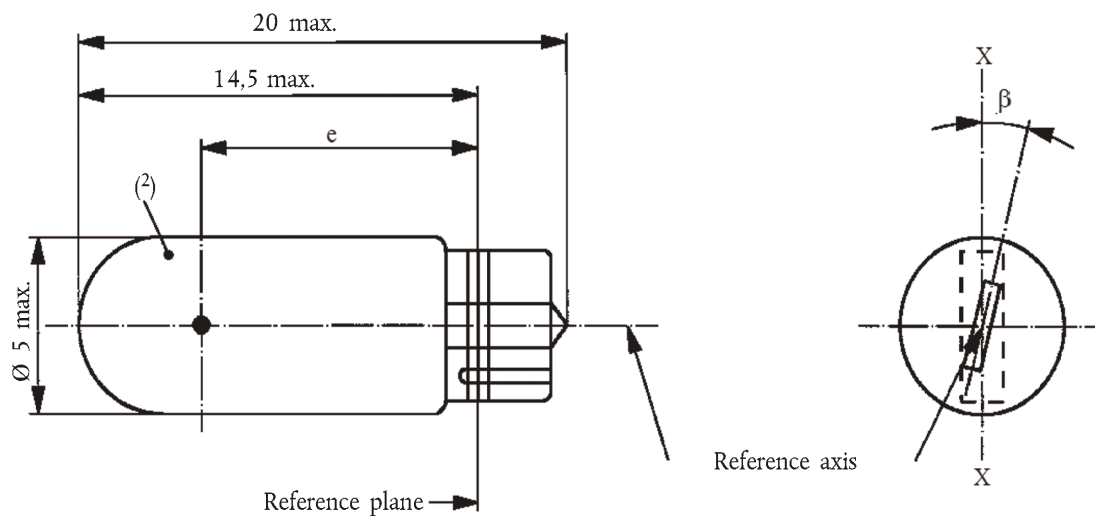 20 max.
14,5 max.
e
(²)
Ø 5 max.
Reference plane
Reference axis
X
β
X